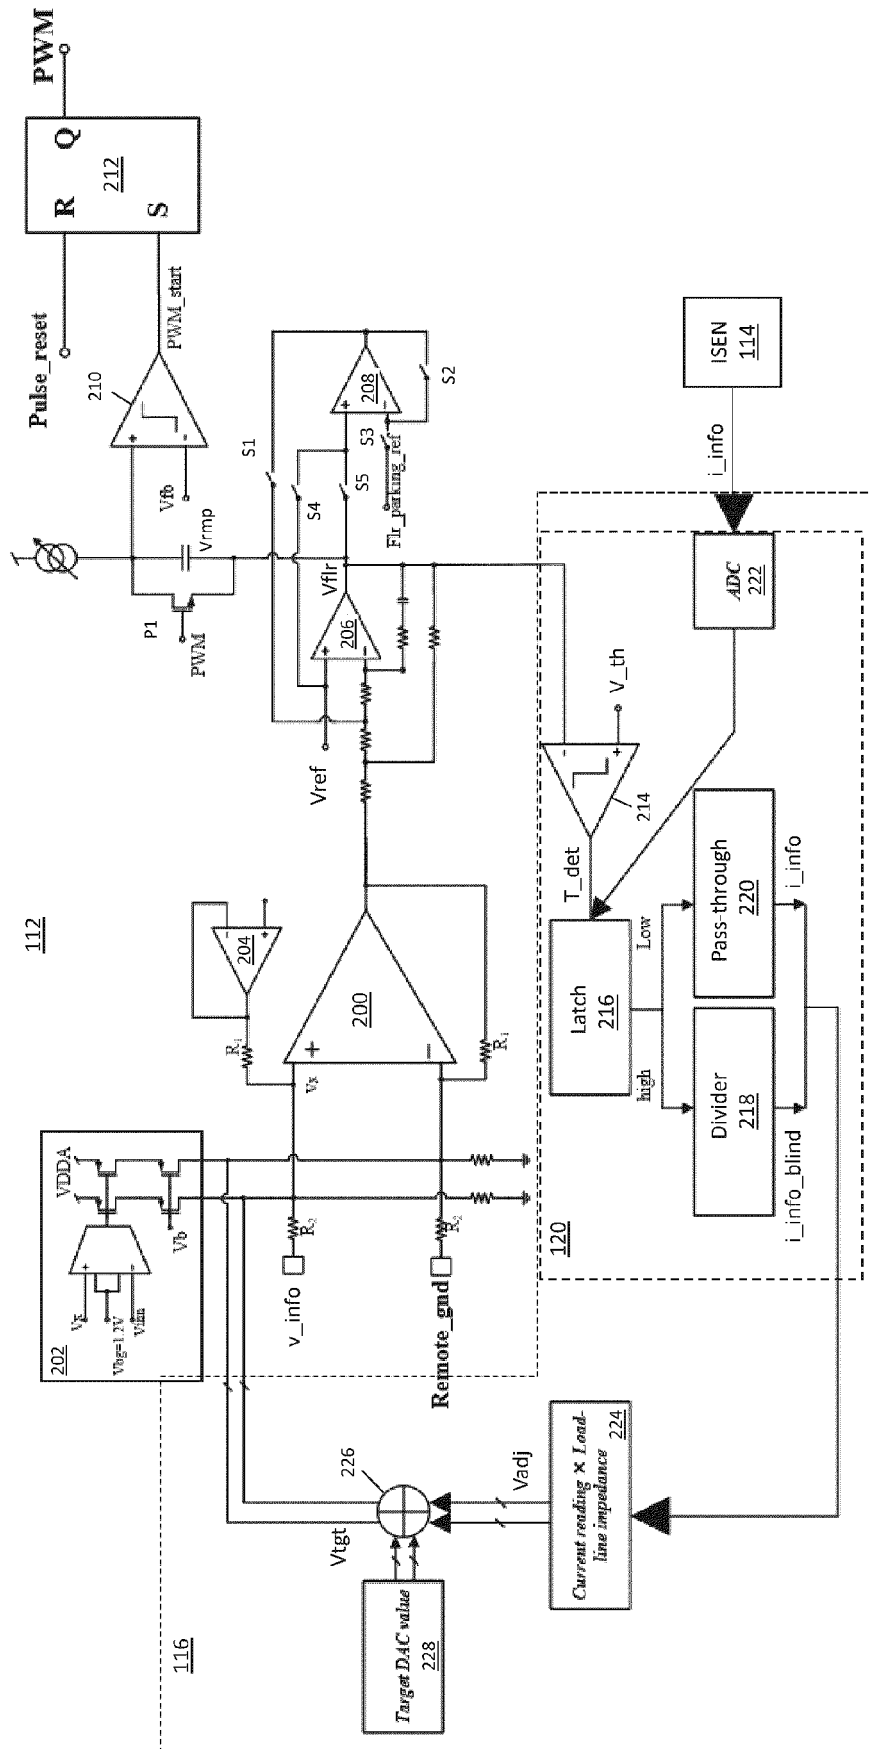 112
116
202
VDDA
Vx
Vbg=1.2V
Vb
v_info
R2
Remote_gnd
R2
Vx
R1
204
+
−
200
R1
Vref
206
Vflr
S1
S4
S5
S3
Flr_parking_ref
208
S2
P1
PWM
Vrmp
Vfb
210
PWM_start
Pulse_reset
R
S
Q
212
PWM
Target DAC value
228
Vtgt
226
Vadj
Current reading × Load-line impedance
224
120
T_det
214
V_th
Latch
216
high
Low
Divider
218
Pass-through
220
i_info_blind
i_info
ADC
222
i_info
ISEN
114